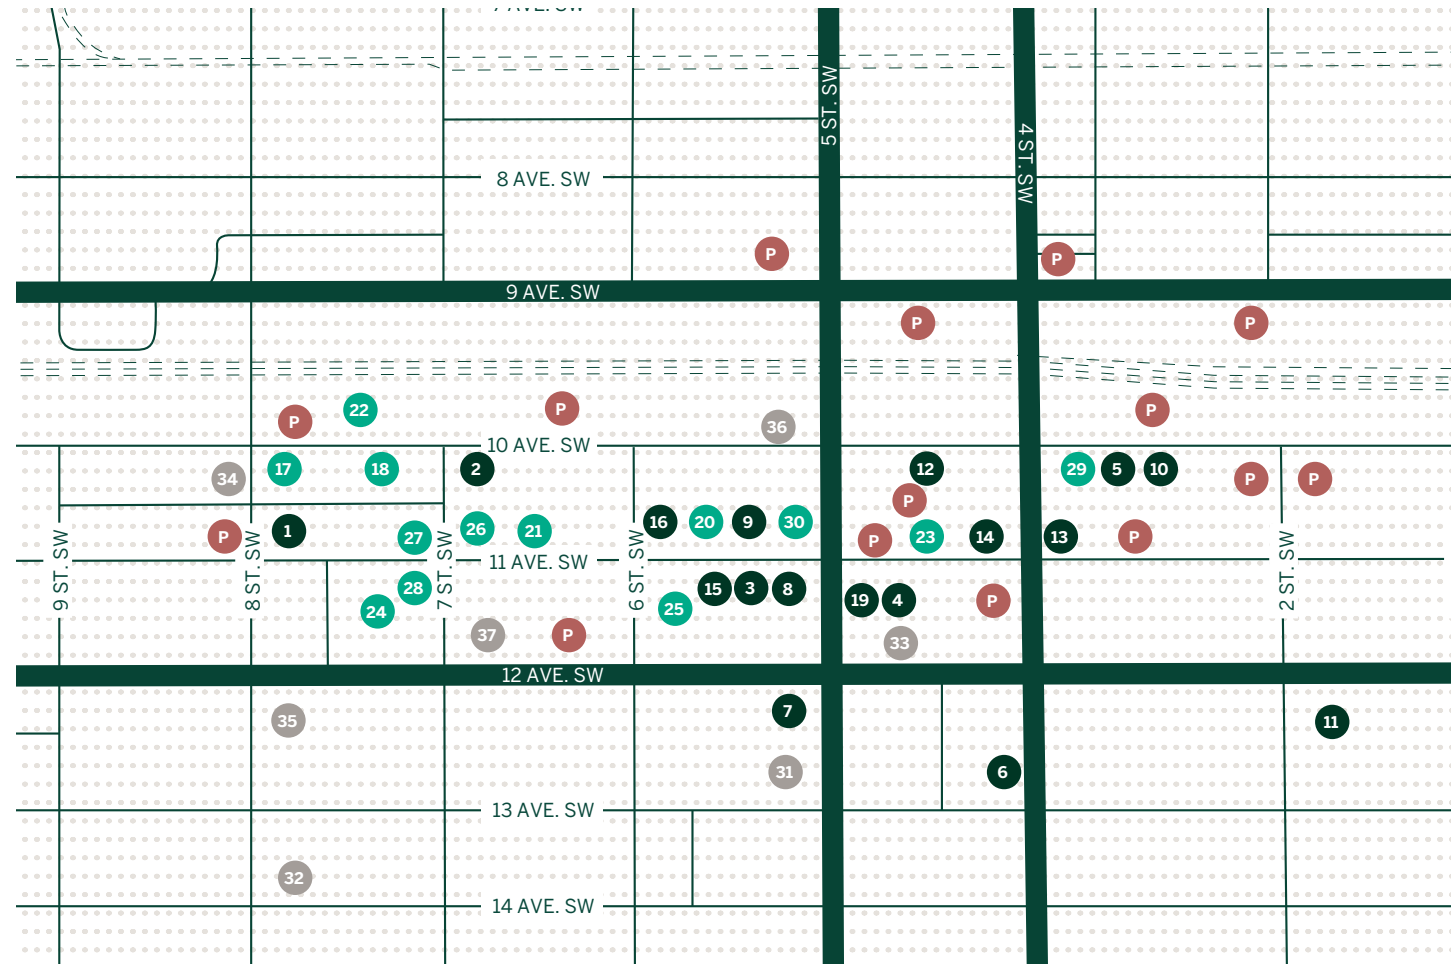 7 AVE. SW
5 ST. SW
4 ST. SW
8 AVE. SW
P
P
9 AVE. SW
P
P
P
22
P
P
36
10 AVE. SW
34
17
18
2
12
29
5
10
P
P
P
P
1
27
26
21
16
20
9
30
P
23
14
13
P
9 ST. SW
8 ST. SW
7 ST. SW
11 AVE. SW
6 ST. SW
2 ST. SW
28
24
25
15
3
8
19
4
P
37
P
33
12 AVE. SW
35
7
11
31
6
13 AVE. SW
32
14 AVE. SW